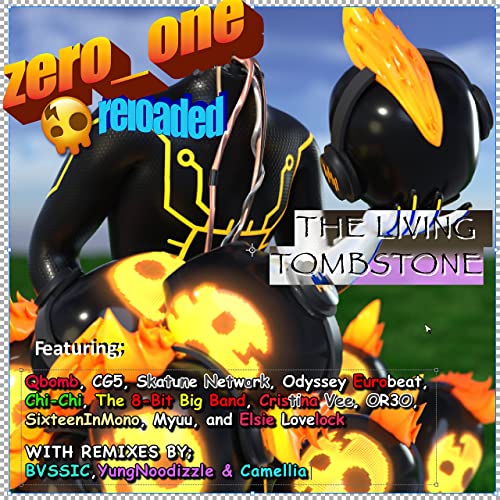 zero_one
reloaded
THE LIVING
TOMBSTONE
Featuring;
Qbomb, CG5, Skatune Network, Odyssey Eurobeat,
Chi-Chi, The 8-Bit Big Band, Cristina Vee, OR3O,
SixteenInMono, Myuu, and Elsie Lovelock
WITH REMIXES BY;
BVSSIC,YungNoodizzle & Camellia